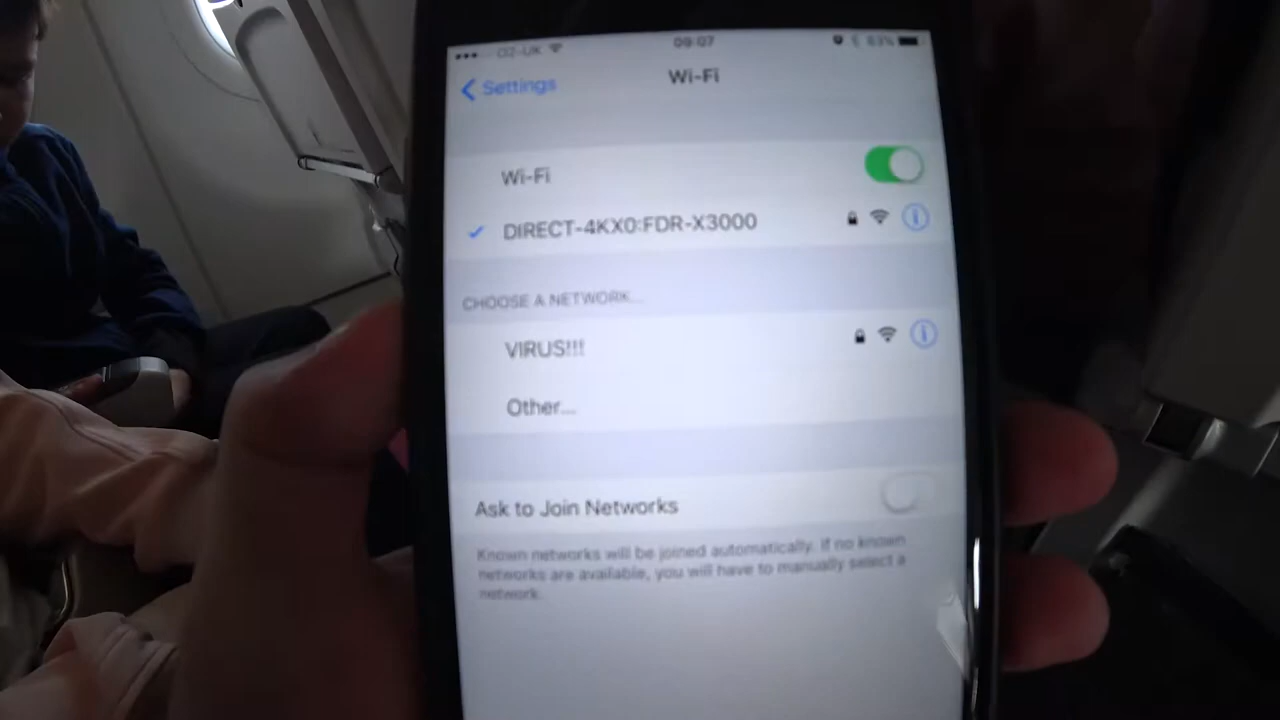 O2-UK 09:07 63%
Settings Wi-Fi
Wi-Fi
DIRECT-4KX0:FDR-X3000
CHOOSE A NETWORK...
VIRUS!!!
Other...
Ask to Join Networks
Known networks will be joined automatically. If no known
networks are available, you will have to manually select a
network.